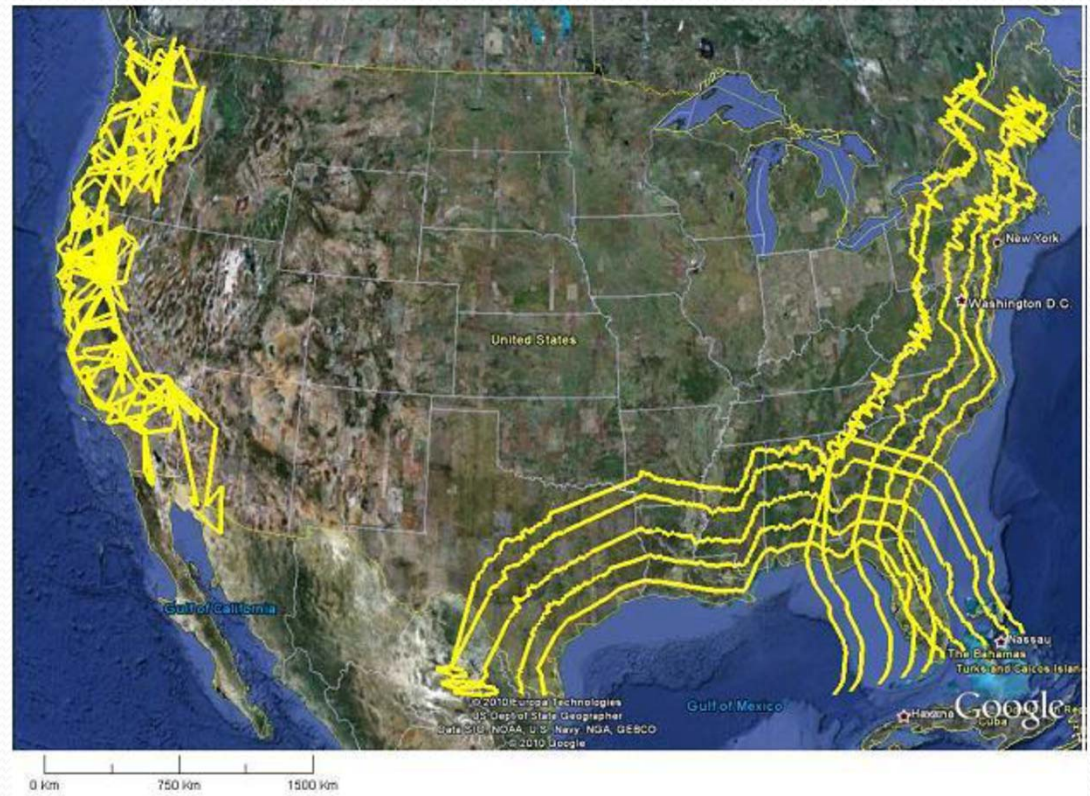 New York
Washington D.C.
United States
Gulf of California
Nassau
The Bahamas
Turks and Caicos Islan
© 2010 Europa Technologies
US Dept of State Geographer
Data SIO, NOAA, U.S. Navy, NGA, GEBCO
© 2010 Google
Gulf of Mexico
Havana
Google
Cuba
0 Km 750 Km 1500 Km